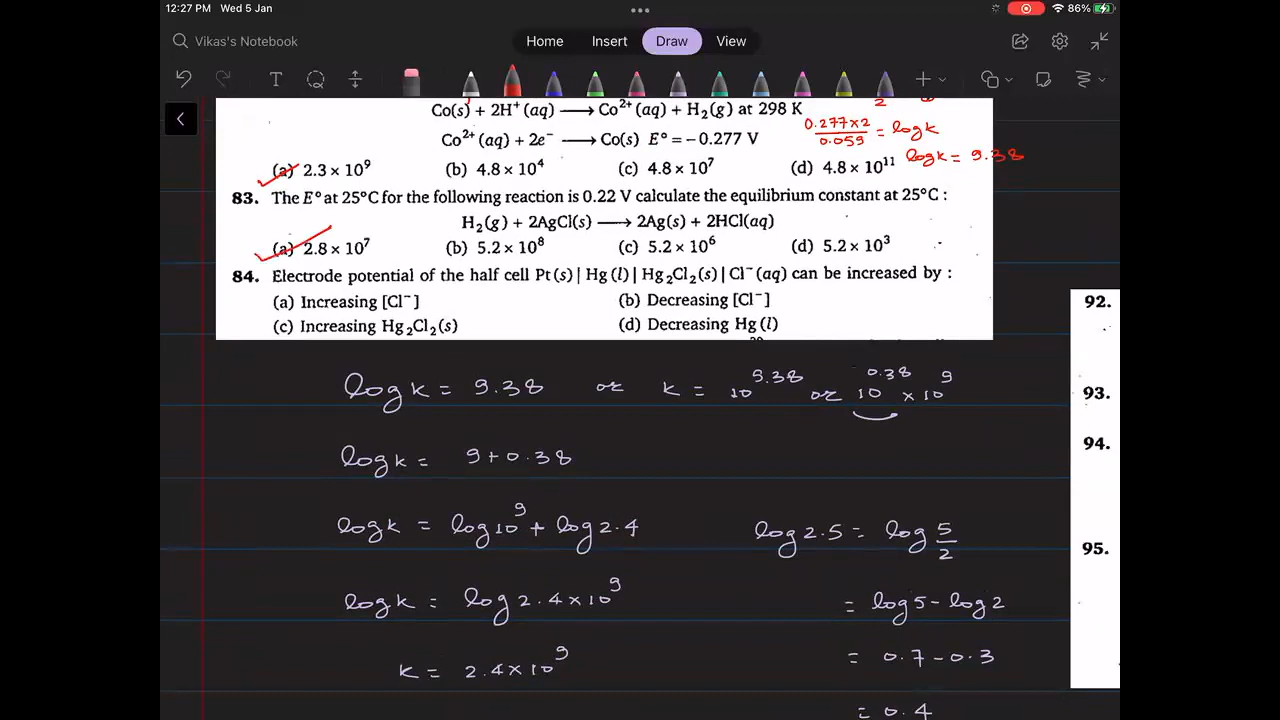 12:27 PM Wed 5 Jan
86%
Vikas's Notebook
Home Insert Draw View
Co(s) + 2H⁺(aq) ⟶ Co²⁺(aq) + H₂(g) at 298 K
Co²⁺(aq) + 2e⁻ ⟶ Co(s) E° = −0.277 V
0.277×2/0.059 = log k
log k = 9.38
(a) 2.3 × 10⁹ (b) 4.8 × 10⁴ (c) 4.8 × 10⁷ (d) 4.8 × 10¹¹
83. The E° at 25°C for the following reaction is 0.22 V calculate the equilibrium constant at 25°C :
H₂(g) + 2AgCl(s) ⟶ 2Ag(s) + 2HCl(aq)
(a) 2.8 × 10⁷ (b) 5.2 × 10⁸ (c) 5.2 × 10⁶ (d) 5.2 × 10³
84. Electrode potential of the half cell Pt(s) | Hg(l) | Hg₂Cl₂(s) | Cl⁻(aq) can be increased by :
(a) Increasing [Cl⁻] (b) Decreasing [Cl⁻]
(c) Increasing Hg₂Cl₂(s) (d) Decreasing Hg(l)
92.
93.
94.
95.
log k = 9.38 or k = 10^9.38 or 10^0.38 × 10⁹
log k = 9+0.38
log k = log 10⁹ + log 2.4
log k = log 2.4×10⁹
k = 2.4×10⁹
log 2.5 = log 5/2
= log 5 - log 2
= 0.7 - 0.3
= 0.4